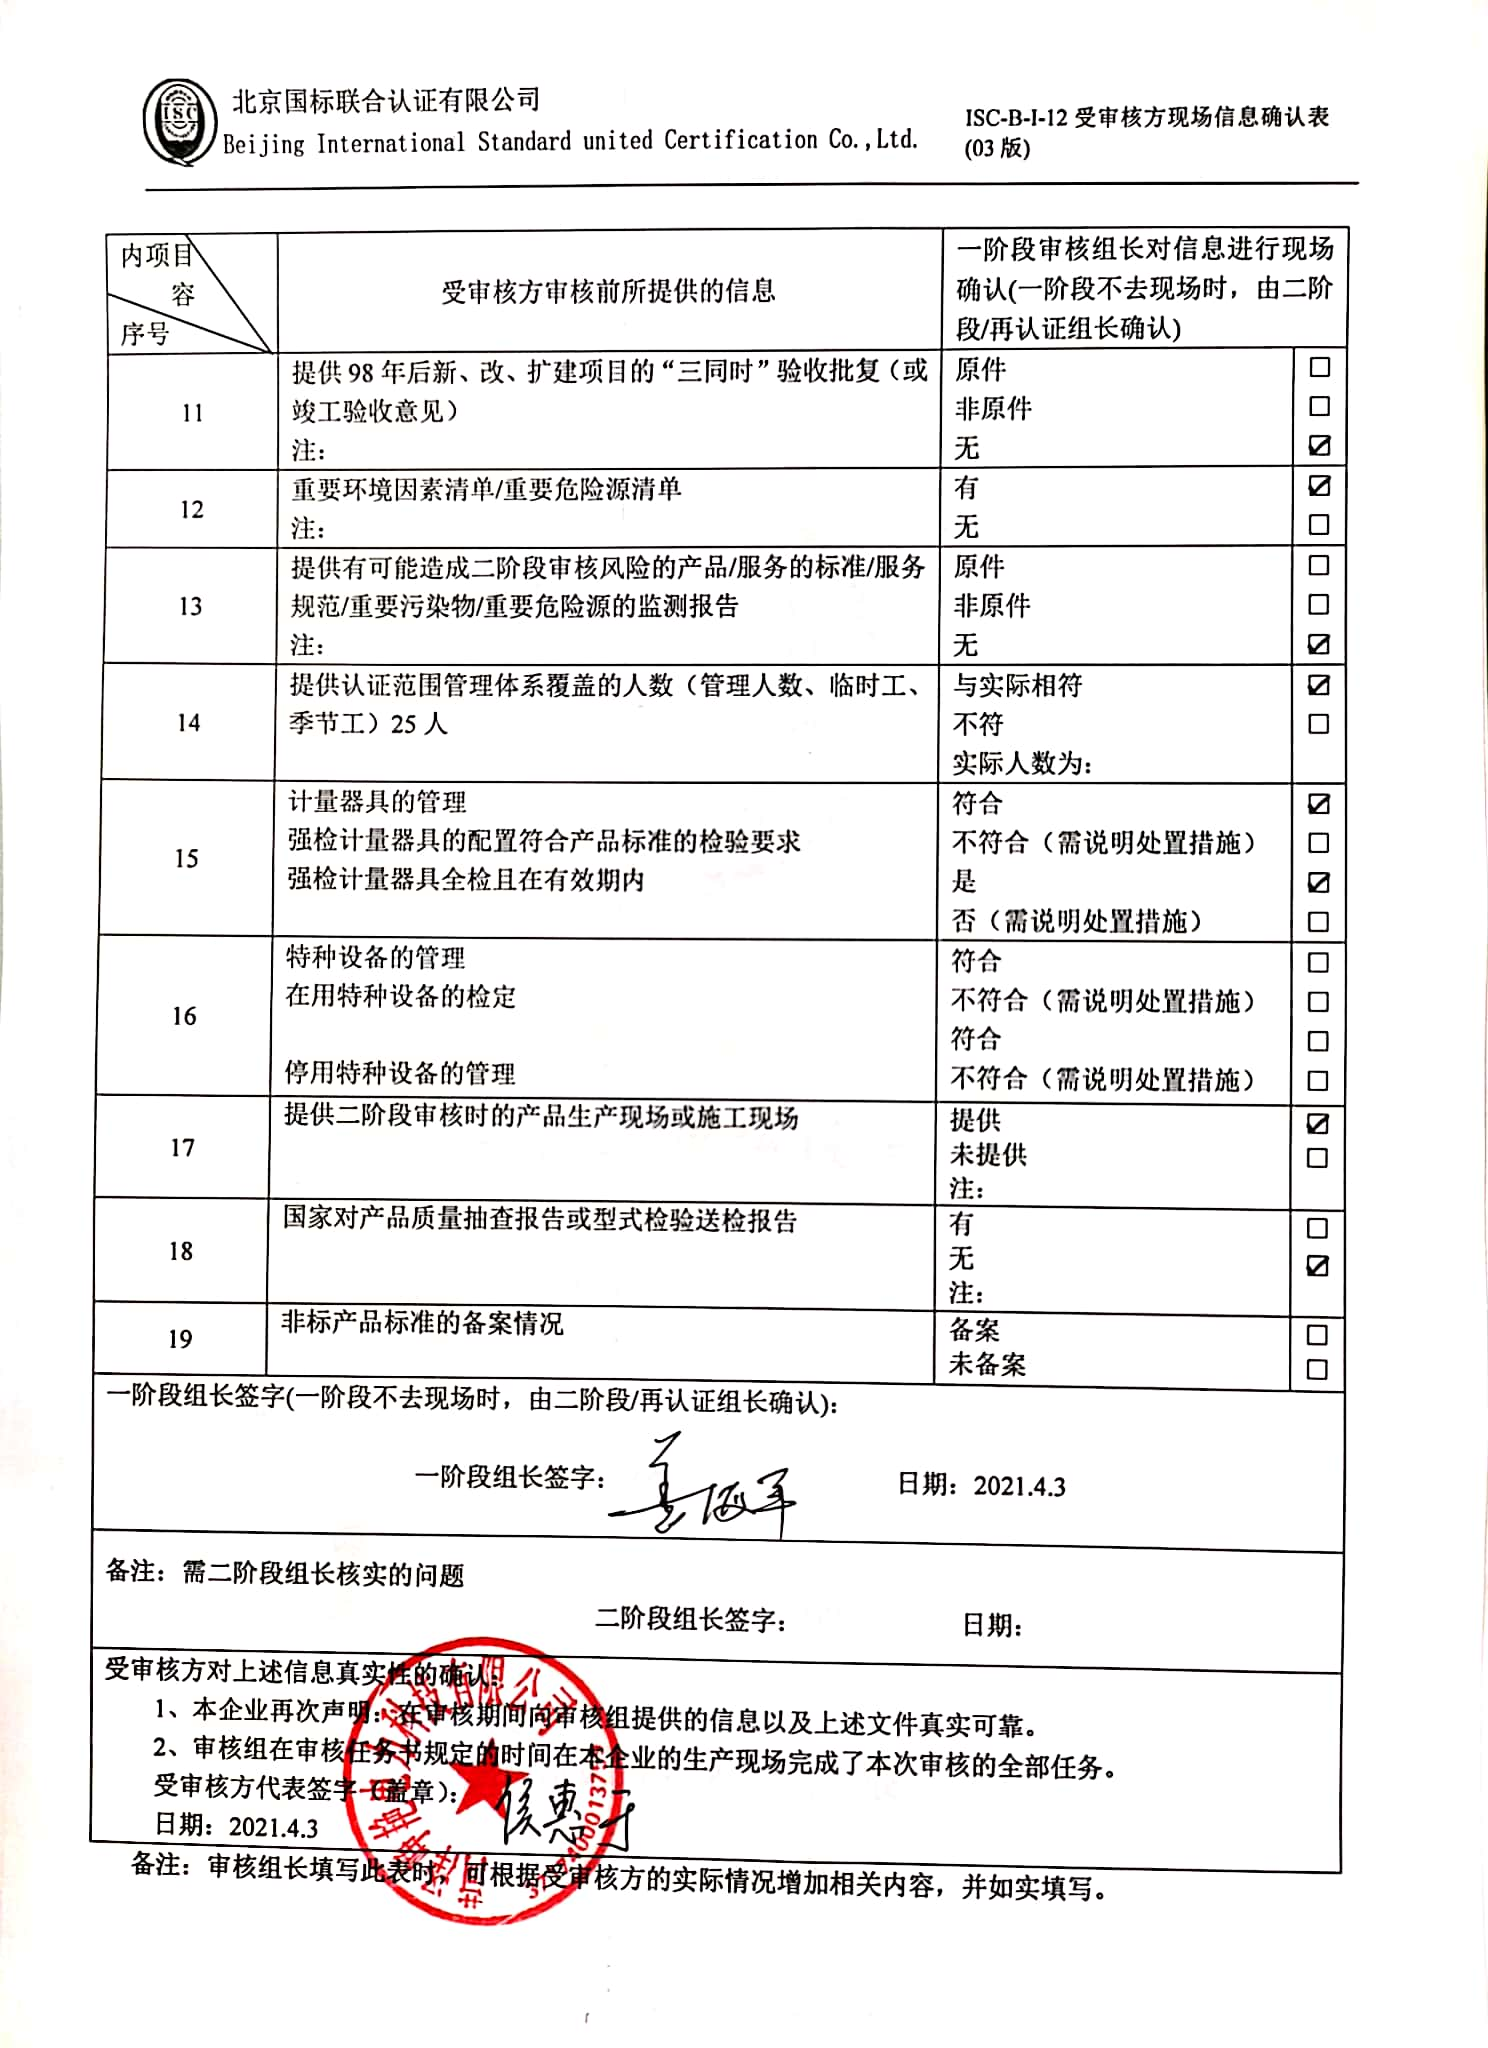 北京国标联合认证有限公司
Beijing International Standard united Certification Co.,Ltd.
ISC
ISC-B-I-12 受审核方现场信息确认表
(03 版)
内项目
容
序号
受审核方审核前所提供的信息
一阶段审核组长对信息进行现场
确认(一阶段不去现场时，由二阶
段/再认证组长确认)
11
提供 98 年后新、改、扩建项目的“三同时”验收批复（或
竣工验收意见）
注：
原件 □
非原件 □
无 ☑
12
重要环境因素清单/重要危险源清单
注：
有 ☑
无 □
13
提供有可能造成二阶段审核风险的产品/服务的标准/服务
规范/重要污染物/重要危险源的监测报告
注：
原件 □
非原件 □
无 ☑
14
提供认证范围管理体系覆盖的人数（管理人数、临时工、
季节工）25 人
与实际相符 ☑
不符 □
实际人数为：
15
计量器具的管理
强检计量器具的配置符合产品标准的检验要求
强检计量器具全检且在有效期内
符合 ☑
不符合（需说明处置措施） □
是 ☑
否（需说明处置措施） □
16
特种设备的管理
在用特种设备的检定
停用特种设备的管理
符合 □
不符合（需说明处置措施） □
符合 □
不符合（需说明处置措施） □
17
提供二阶段审核时的产品生产现场或施工现场
提供 ☑
未提供 □
注：
18
国家对产品质量抽查报告或型式检验送检报告
有 □
无 ☑
注：
19
非标产品标准的备案情况
备案 □
未备案 □
一阶段组长签字(一阶段不去现场时，由二阶段/再认证组长确认)：
一阶段组长签字： 日期：2021.4.3
备注：需二阶段组长核实的问题
二阶段组长签字： 日期：
受审核方对上述信息真实性的确认：
1、本企业再次声明：在审核期间向审核组提供的信息以及上述文件真实可靠。
2、审核组在审核任务书规定的时间在本企业的生产现场完成了本次审核的全部任务。
受审核方代表签字（盖章）：
日期：2021.4.3
备注：审核组长填写此表时，可根据受审核方的实际情况增加相关内容，并如实填写。